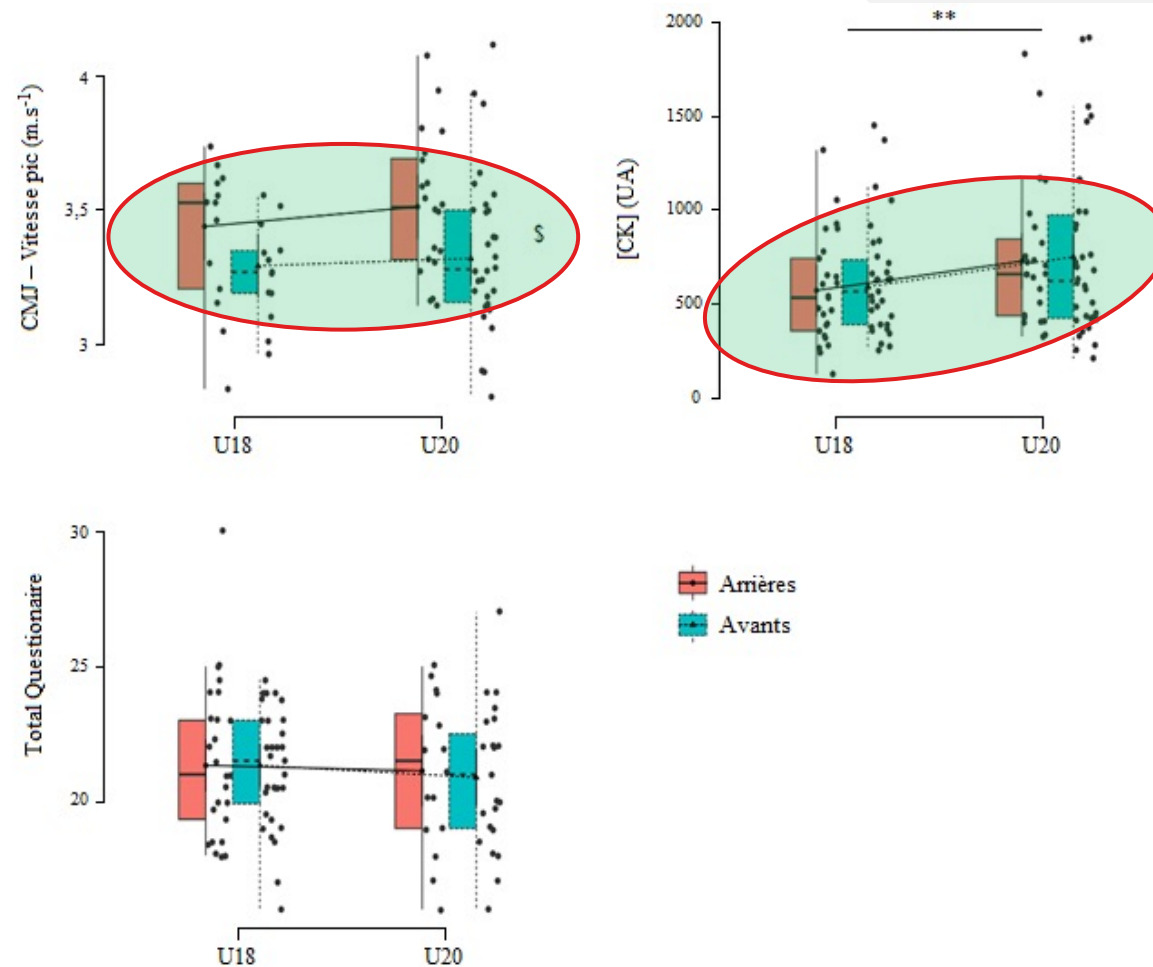 CMJ – Vitesse pic (m.s⁻¹)
4
3,5
3
$
U18
U20
[CK] (UA)
2000
1500
1000
500
0
**
U18
U20
Total Questionaire
30
25
20
U18
U20
Arrières
Avants